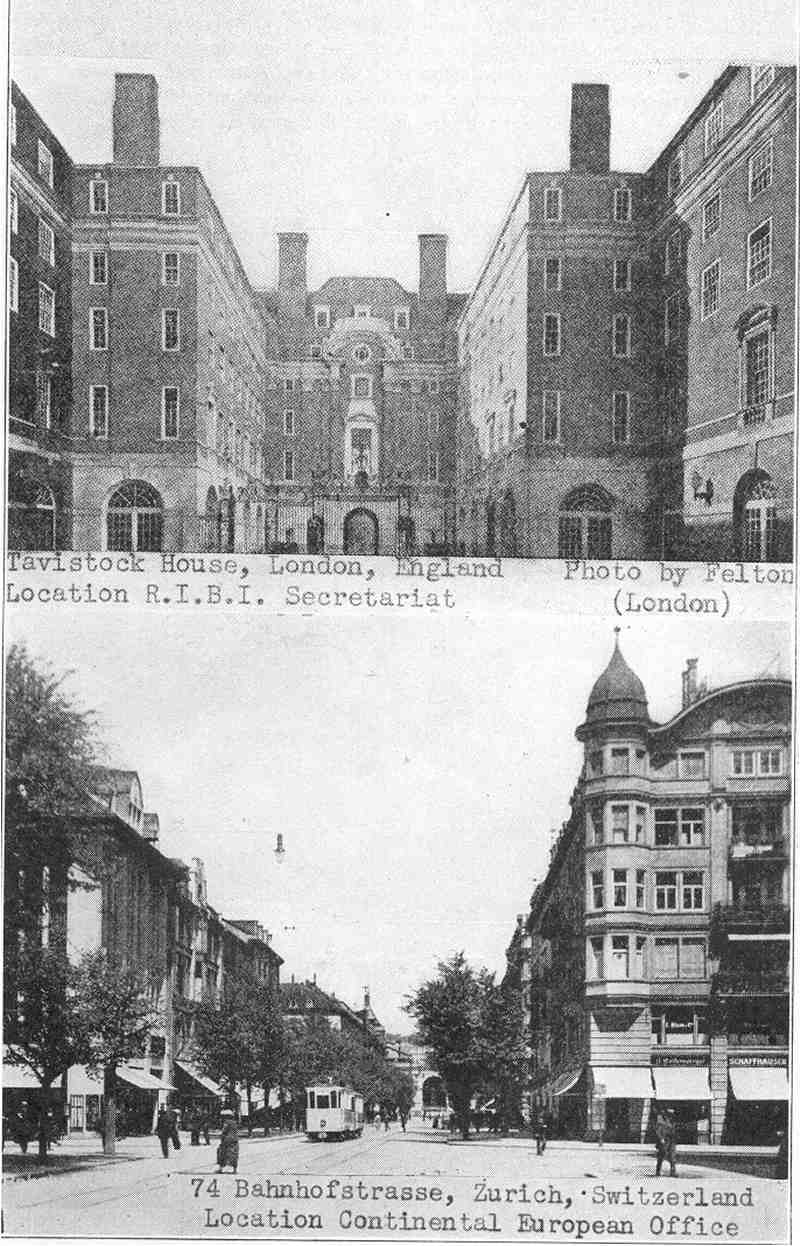 Tavistock House, London, England Photo by Felton
Location R.I.B.I. Secretariat (London)
SCHAFFHAUSEN
74 Bahnhofstrasse, Zurich, Switzerland
Location Continental European Office